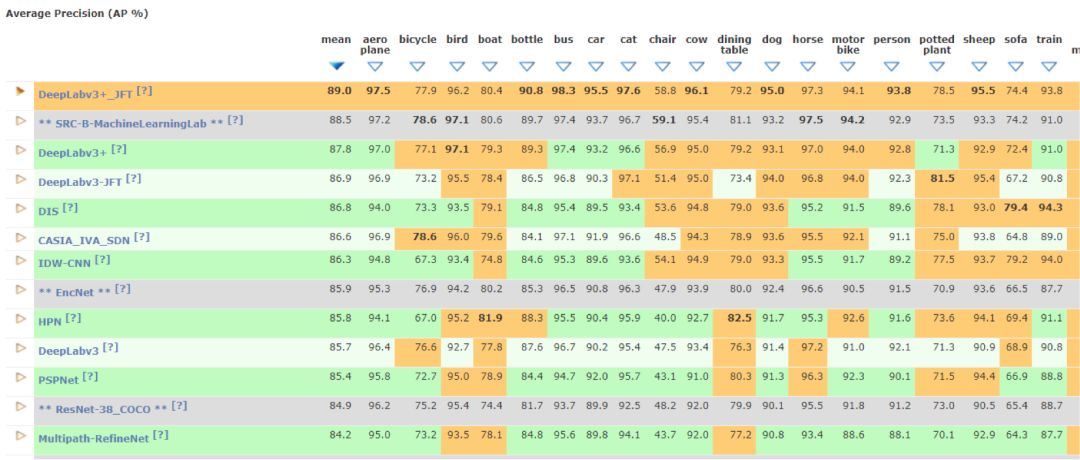 Average Precision (AP %)
mean aero plane bicycle bird boat bottle bus car cat chair cow dining table dog horse motor bike person potted plant sheep sofa train m
DeepLabv3+_JFT [?] 89.0 97.5 77.9 96.2 80.4 90.8 98.3 95.5 97.6 58.8 96.1 79.2 95.0 97.3 94.1 93.8 78.5 95.5 74.4 93.8
** SRC-B-MachineLearningLab ** [?] 88.5 97.2 78.6 97.1 80.6 89.7 97.4 93.7 96.7 59.1 95.4 81.1 93.2 97.5 94.2 92.9 73.5 93.3 74.2 91.0
DeepLabv3+ [?] 87.8 97.0 77.1 97.1 79.3 89.3 97.4 93.2 96.6 56.9 95.0 79.2 93.1 97.0 94.0 92.8 71.3 92.9 72.4 91.0
DeepLabv3-JFT [?] 86.9 96.9 73.2 95.5 78.4 86.5 96.8 90.3 97.1 51.4 95.0 73.4 94.0 96.8 94.0 92.3 81.5 95.4 67.2 90.8
DIS [?] 86.8 94.0 73.3 93.5 79.1 84.8 95.4 89.5 93.4 53.6 94.8 79.0 93.6 95.2 91.5 89.6 78.1 93.0 79.4 94.3
CASIA_IVA_SDN [?] 86.6 96.9 78.6 96.0 79.6 84.1 97.1 91.9 96.6 48.5 94.3 78.9 93.6 95.5 92.1 91.1 75.0 93.8 64.8 89.0
IDW-CNN [?] 86.3 94.8 67.3 93.4 74.8 84.6 95.3 89.6 93.6 54.1 94.9 79.0 93.3 95.5 91.7 89.2 77.5 93.7 79.2 94.0
** EncNet ** [?] 85.9 95.3 76.9 94.2 80.2 85.3 96.5 90.8 96.3 47.9 93.9 80.0 92.4 96.6 90.5 91.5 70.9 93.6 66.5 87.7
HPN [?] 85.8 94.1 67.0 95.2 81.9 88.3 95.5 90.4 95.9 40.0 92.7 82.5 91.7 95.3 92.6 91.6 73.6 94.1 69.4 91.1
DeepLabv3 [?] 85.7 96.4 76.6 92.7 77.8 87.6 96.7 90.2 95.4 47.5 93.4 76.3 91.4 97.2 91.0 92.1 71.3 90.9 68.9 90.8
PSPNet [?] 85.4 95.8 72.7 95.0 78.9 84.4 94.7 92.0 95.7 43.1 91.0 80.3 91.3 96.3 92.3 90.1 71.5 94.4 66.9 88.8
** ResNet-38_COCO ** [?] 84.9 96.2 75.2 95.4 74.4 81.7 93.7 89.9 92.5 48.2 92.0 79.9 90.1 95.5 91.8 91.2 73.0 90.5 65.4 88.7
Multipath-RefineNet [?] 84.2 95.0 73.2 93.5 78.1 84.8 95.6 89.8 94.1 43.7 92.0 77.2 90.8 93.4 88.6 88.1 70.1 92.9 64.3 87.7